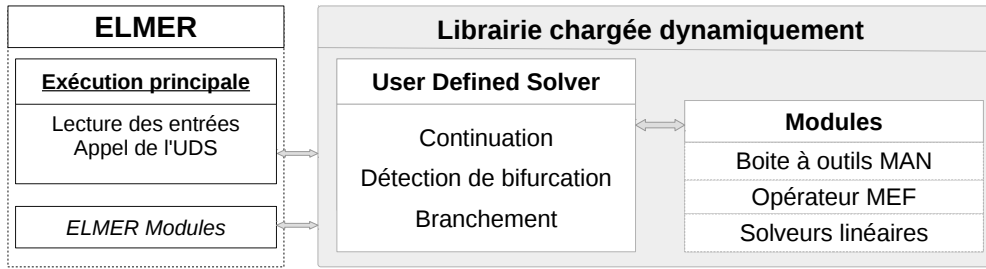 ELMER
Exécution principale
Lecture des entrées
Appel de l'UDS
ELMER Modules
Librairie chargée dynamiquement
User Defined Solver
Continuation
Détection de bifurcation
Branchement
Modules
Boite à outils MAN
Opérateur MEF
Solveurs linéaires